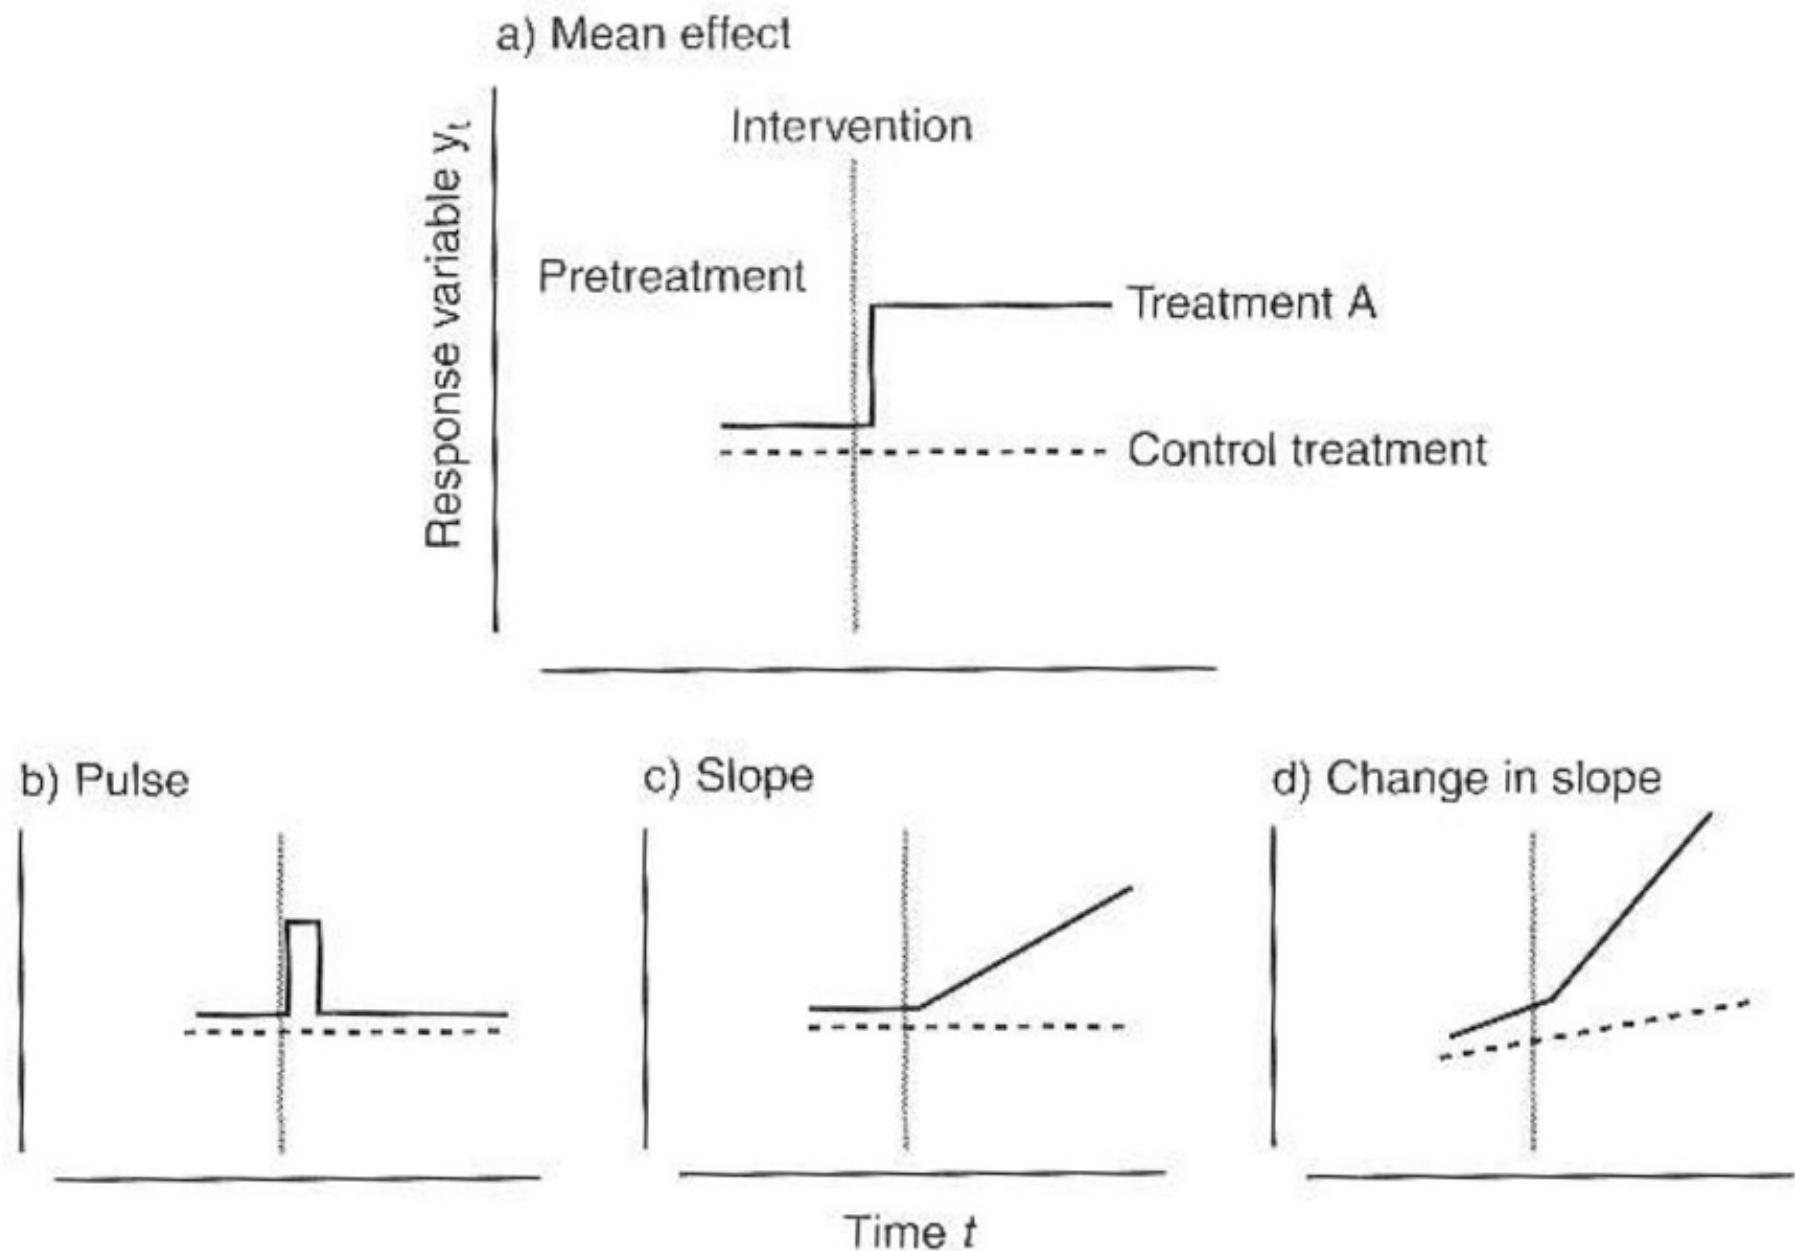 a) Mean effect
Response variable yt
Intervention
Pretreatment
Treatment A
Control treatment
b) Pulse
c) Slope
d) Change in slope
Time t